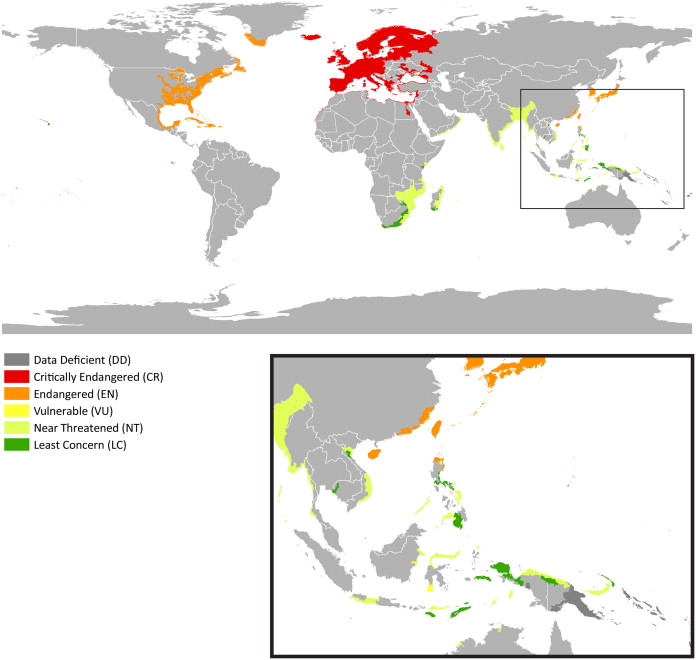 Data Deficient (DD)
Critically Endangered (CR)
Endangered (EN)
Vulnerable (VU)
Near Threatened (NT)
Least Concern (LC)